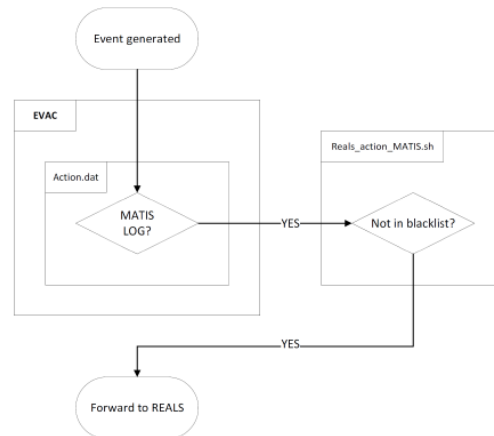 Event generated
EVAC
Reals_action_MATIS.sh
Action.dat
MATIS
LOG?
YES
Not in blacklist?
YES
Forward to REALS